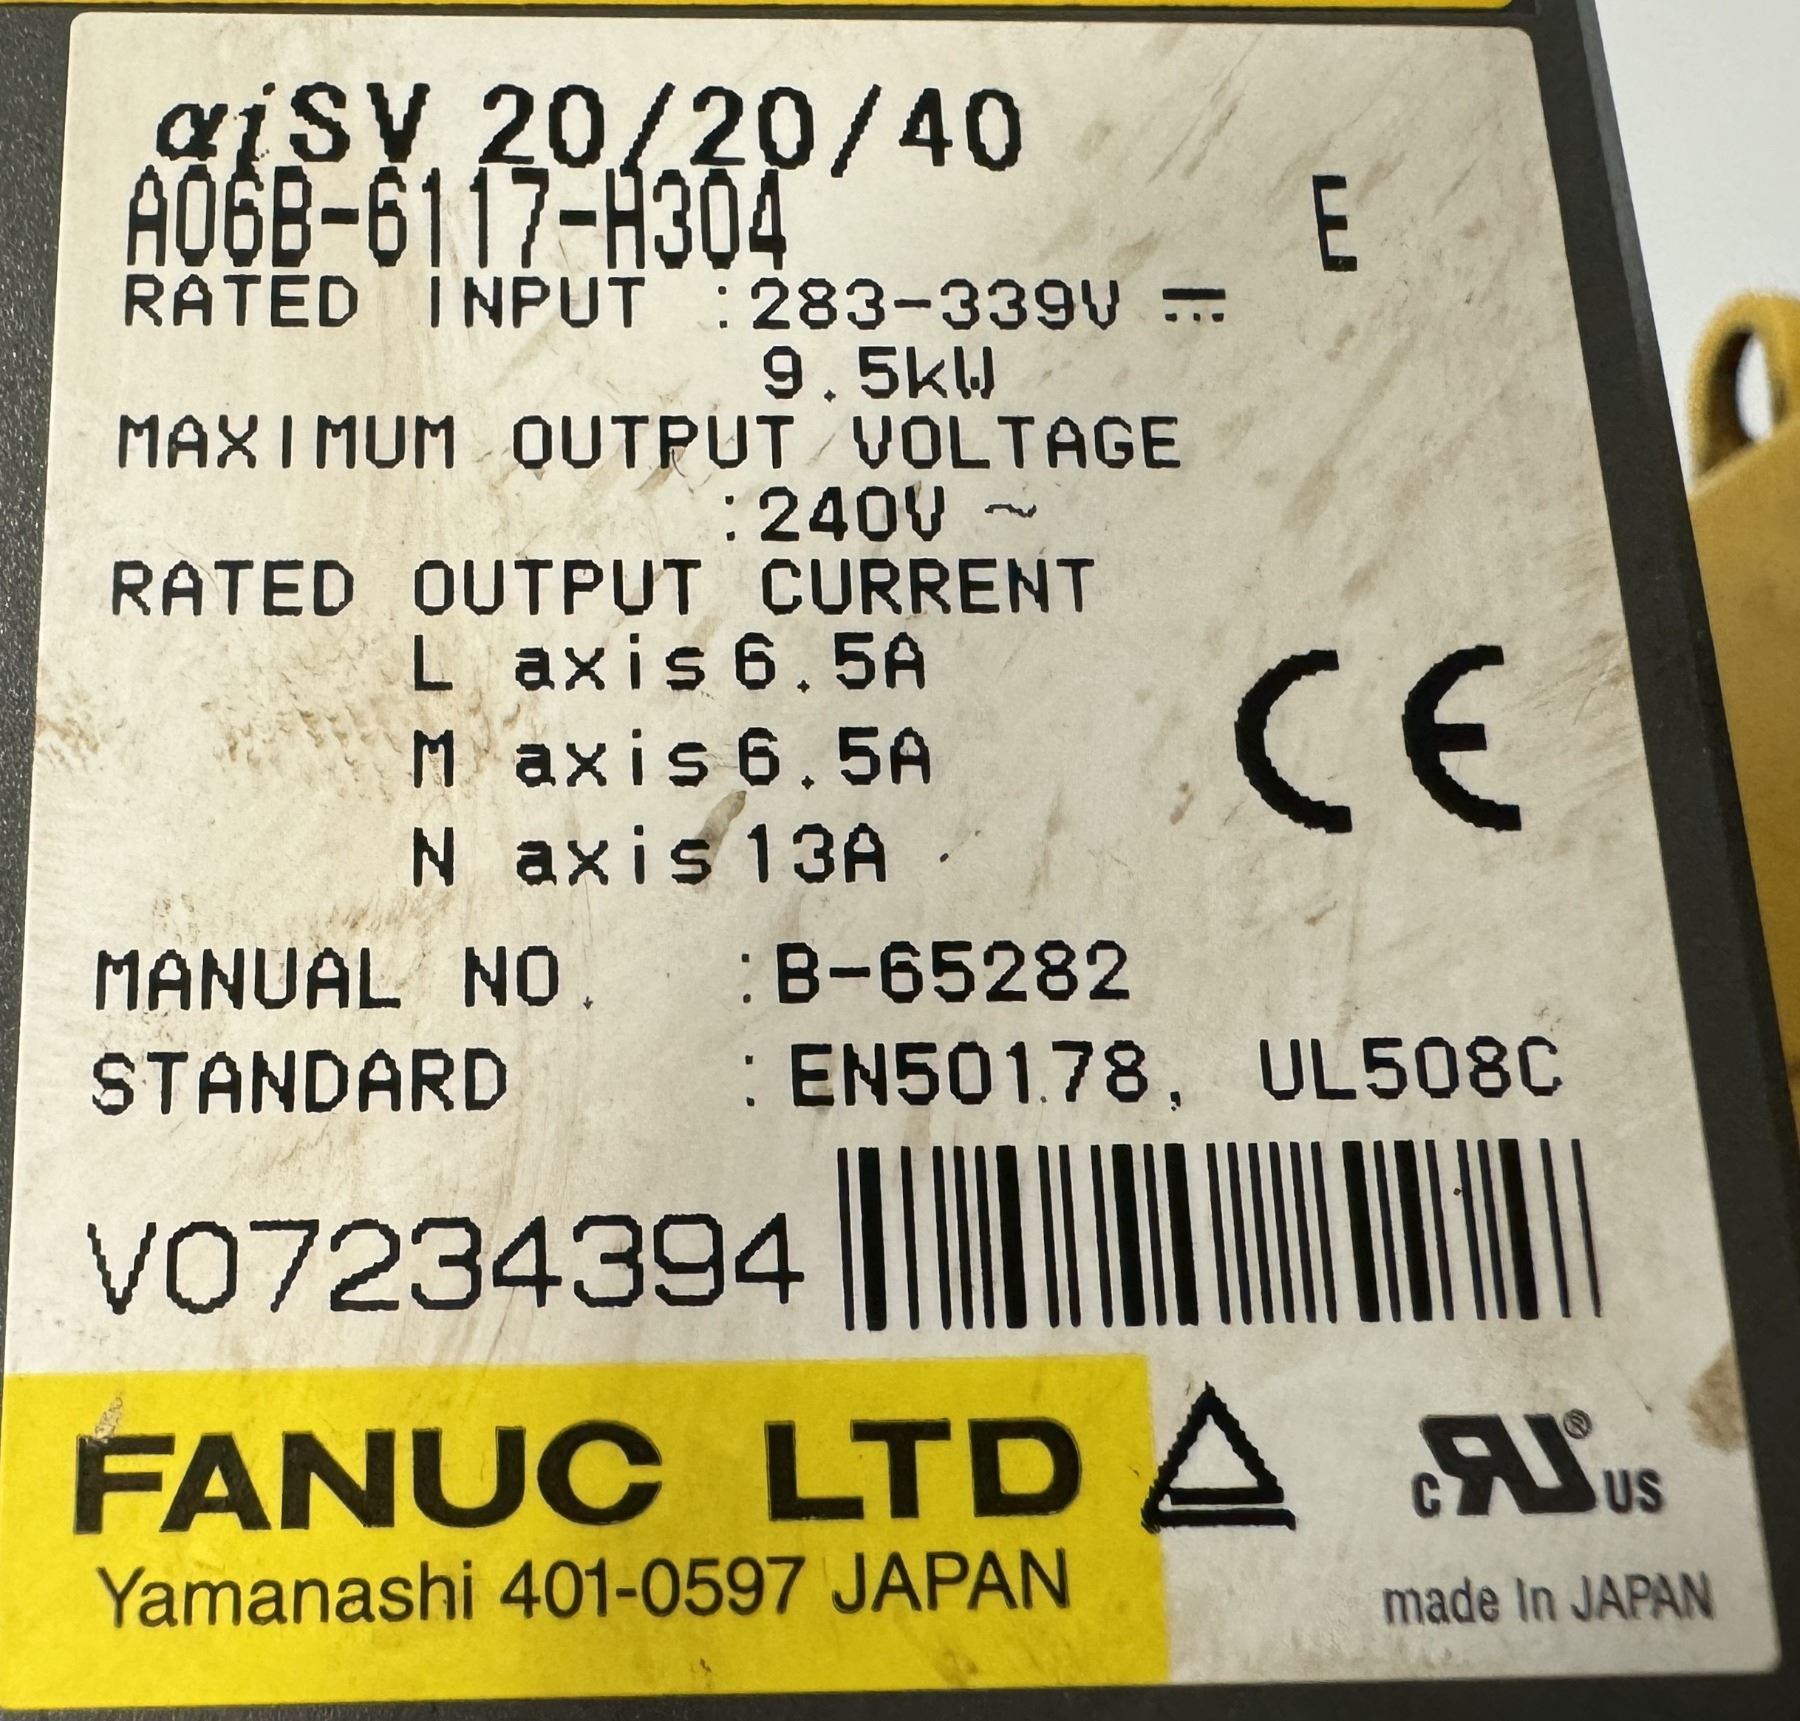 αiSV 20/20/40
A06B-6117-H304 E
RATED INPUT :283-339V ⎓
9.5kW
MAXIMUM OUTPUT VOLTAGE
:240V ~
RATED OUTPUT CURRENT
L axis 6.5A
M axis 6.5A
N axis 13A
CE
MANUAL NO. :B-65282
STANDARD :EN50178, UL508C
V07234394
FANUC LTD
Yamanashi 401-0597 JAPAN
c RU® US
made in JAPAN